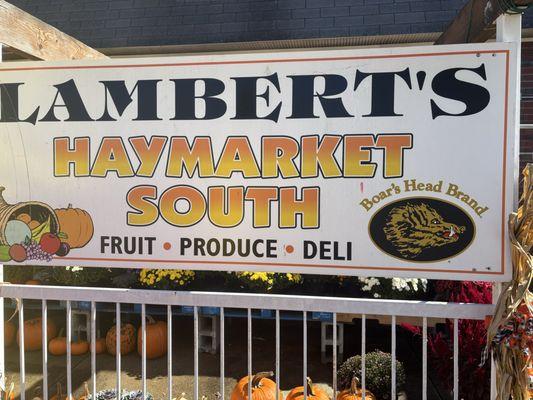 LAMBERT'S
HAYMARKET
SOUTH
Boar's Head Brand
FRUIT • PRODUCE • DELI